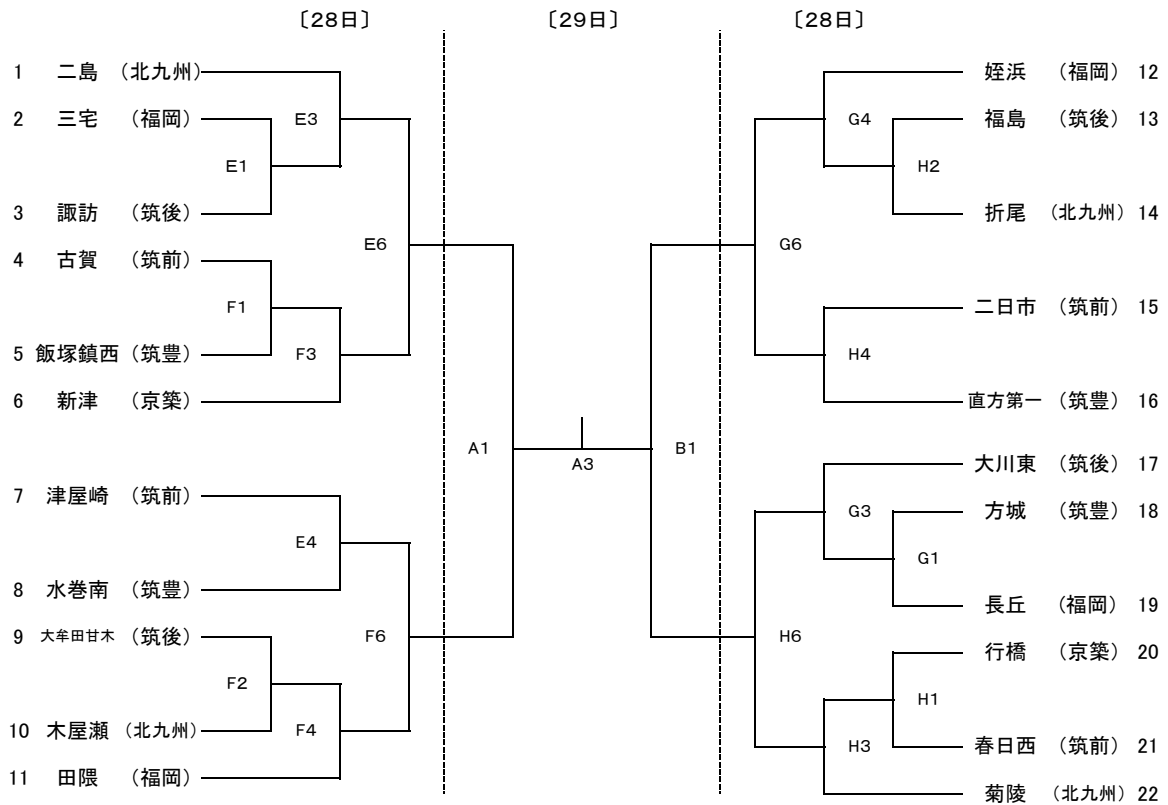 〔28日〕 〔29日〕 〔28日〕
1 二島 （北九州） 姪浜 （福岡） 12
2 三宅 （福岡） E3 G4 福島 （筑後） 13
E1 H2
3 諏訪 （筑後） 折尾 （北九州） 14
E6 G6
4 古賀 （筑前）
F1 二日市 （筑前） 15
5 飯塚鎮西 （筑豊） F3 H4
6 新津 （京築） 直方第一 （筑豊） 16
A1 A3 B1
大川東 （筑後） 17
7 津屋崎 （筑前） G3 方城 （筑豊） 18
E4 G1
8 水巻南 （筑豊） 長丘 （福岡） 19
9 大牟田甘木 （筑後） F6 H6 行橋 （京築） 20
F2 H1
10 木屋瀬 （北九州） F4 H3 春日西 （筑前） 21
11 田隈 （福岡） 菊陵 （北九州） 22